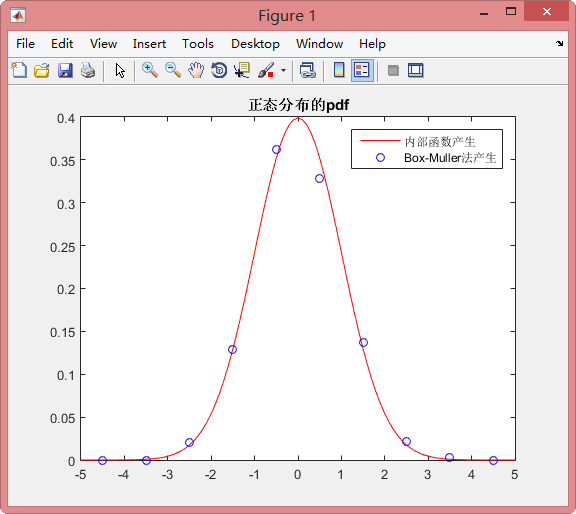 Figure 1
File Edit View Insert Tools Desktop Window Help
正态分布的pdf
内部函数产生
Box-Muller法产生
0.4
0.35
0.3
0.25
0.2
0.15
0.1
0.05
0
-5 -4 -3 -2 -1 0 1 2 3 4 5